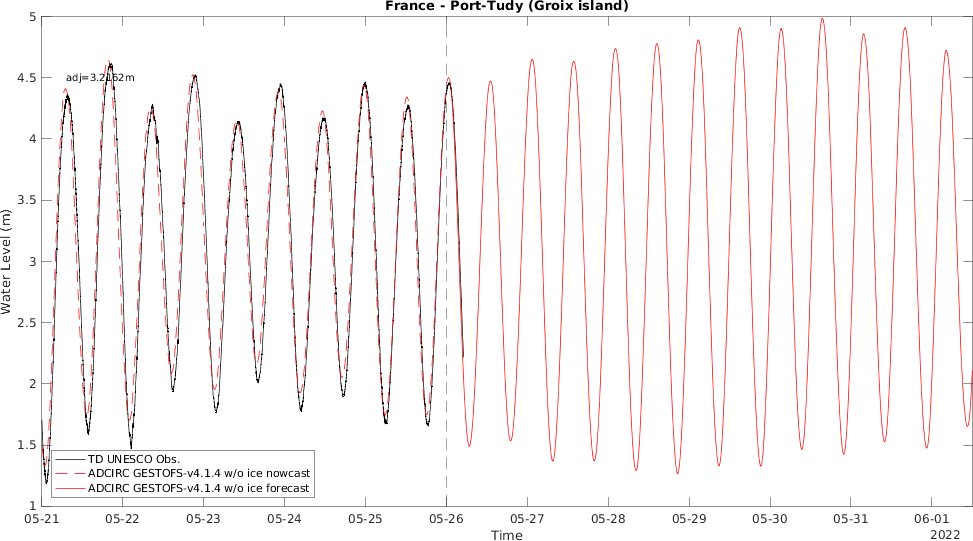 France - Port-Tudy (Groix island)
5
4.5
4
3.5
3
2.5
2
1.5
1
Water Level (m)
adj=3.2162m
TD UNESCO Obs.
ADCIRC GESTOFS-v4.1.4 w/o ice nowcast
ADCIRC GESTOFS-v4.1.4 w/o ice forecast
05-21 05-22 05-23 05-24 05-25 05-26 05-27 05-28 05-29 05-30 05-31 06-01
Time
2022